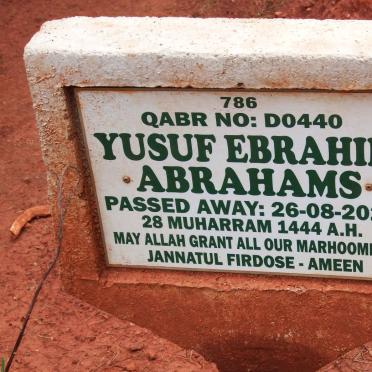 786
QABR NO: D0440
YUSUF EBRAHI
ABRAHAMS
PASSED AWAY: 26-08-20
28 MUHARRAM 1444 A.H.
MAY ALLAH GRANT ALL OUR MARHOOM
JANNATUL FIRDOSE - AMEEN